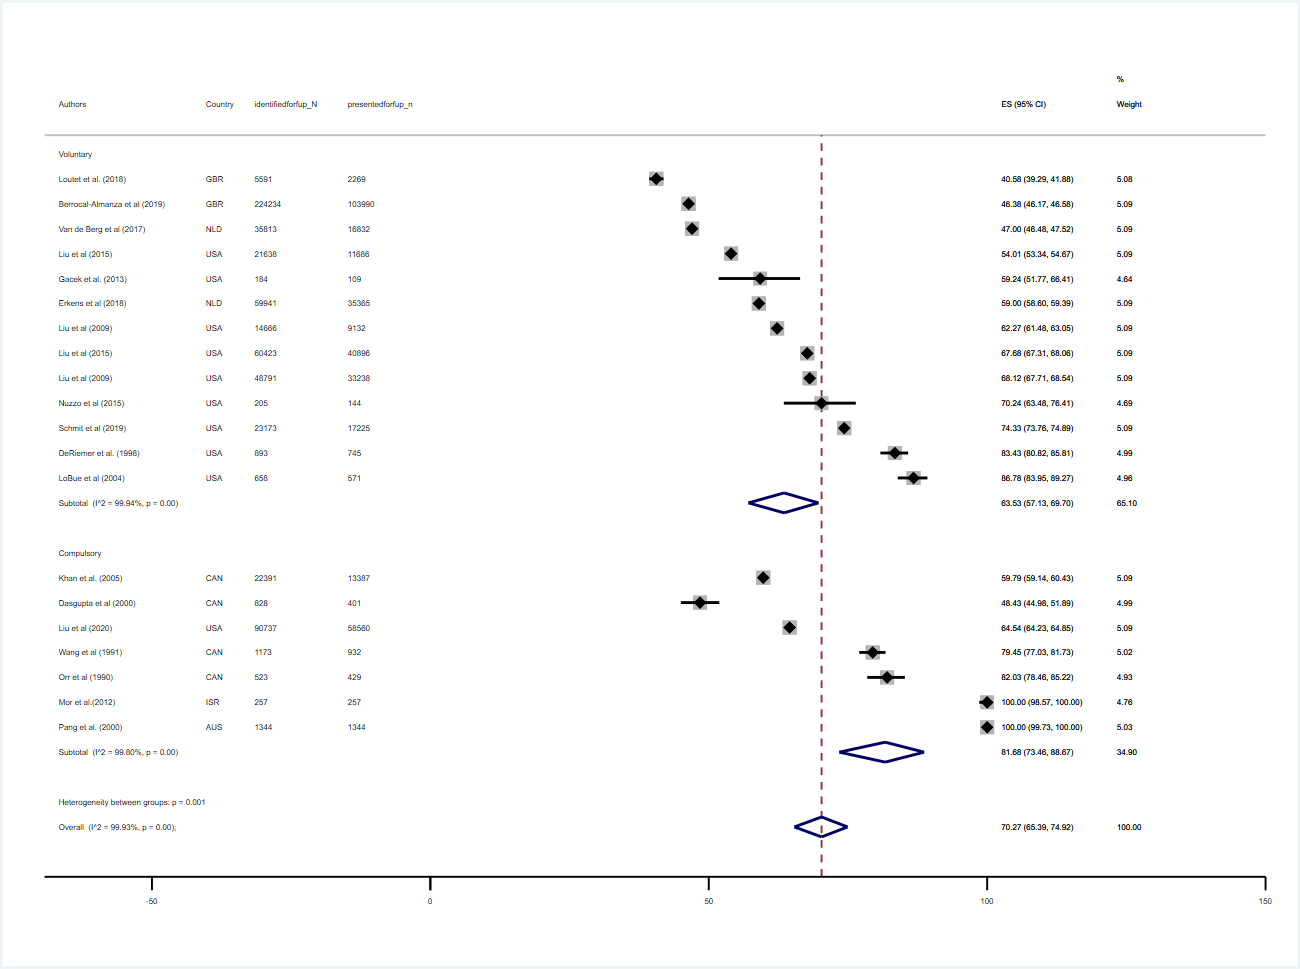 %
Authors Country identifiedforfup_N presentedforfup_n ES (95% CI) Weight
Voluntary
Loutet et al. (2018) GBR 5591 2269 40.58 (39.29, 41.88) 5.08
Berrocal-Almanza et al (2019) GBR 224234 103990 46.38 (46.17, 46.58) 5.09
Van de Berg et al (2017) NLD 35813 16832 47.00 (46.48, 47.52) 5.09
Liu et al (2015) USA 21638 11686 54.01 (53.34, 54.67) 5.09
Gacek et al. (2013) USA 184 109 59.24 (51.77, 66.41) 4.64
Erkens et al (2018) NLD 59941 35365 59.00 (58.60, 59.39) 5.09
Liu et al (2009) USA 14666 9132 62.27 (61.48, 63.05) 5.09
Liu et al (2015) USA 60423 40896 67.68 (67.31, 68.06) 5.09
Liu et al (2009) USA 48791 33238 68.12 (67.71, 68.54) 5.09
Nuzzo et al (2015) USA 205 144 70.24 (63.48, 76.41) 4.69
Schmit et al (2019) USA 23173 17225 74.33 (73.76, 74.89) 5.09
DeRiemer et al. (1998) USA 893 745 83.43 (80.82, 85.81) 4.99
LoBue et al (2004) USA 658 571 86.78 (83.95, 89.27) 4.96
Subtotal (I^2 = 99.94%, p = 0.00) 63.53 (57.13, 69.70) 65.10
Compulsory
Khan et al. (2005) CAN 22391 13387 59.79 (59.14, 60.43) 5.09
Dasgupta et al (2000) CAN 828 401 48.43 (44.98, 51.89) 4.99
Liu et al (2020) USA 90737 58560 64.54 (64.23, 64.85) 5.09
Wang et al (1991) CAN 1173 932 79.45 (77.03, 81.73) 5.02
Orr et al (1990) CAN 523 429 82.03 (78.46, 85.22) 4.93
Mor et al.(2012) ISR 257 257 100.00 (98.57, 100.00) 4.76
Pang et al. (2000) AUS 1344 1344 100.00 (99.73, 100.00) 5.03
Subtotal (I^2 = 99.80%, p = 0.00) 81.68 (73.46, 88.67) 34.90
Heterogeneity between groups: p = 0.001
Overall (I^2 = 99.93%, p = 0.00); 70.27 (65.39, 74.92) 100.00
-50 0 50 100 150